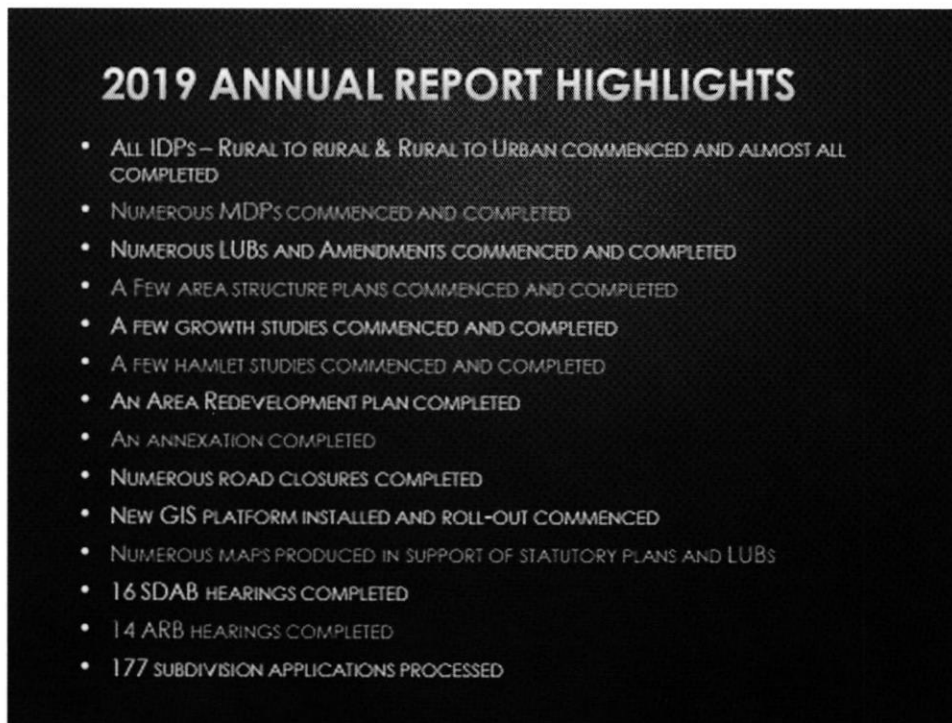 2019 ANNUAL REPORT HIGHLIGHTS
• ALL IDPS – RURAL TO RURAL & RURAL TO URBAN COMMENCED AND ALMOST ALL
COMPLETED
• NUMEROUS MDPS COMMENCED AND COMPLETED
• NUMEROUS LUBS AND AMENDMENTS COMMENCED AND COMPLETED
• A FEW AREA STRUCTURE PLANS COMMENCED AND COMPLETED
• A FEW GROWTH STUDIES COMMENCED AND COMPLETED
• A FEW HAMLET STUDIES COMMENCED AND COMPLETED
• AN AREA REDEVELOPMENT PLAN COMPLETED
• AN ANNEXATION COMPLETED
• NUMEROUS ROAD CLOSURES COMPLETED
• NEW GIS PLATFORM INSTALLED AND ROLL-OUT COMMENCED
• NUMEROUS MAPS PRODUCED IN SUPPORT OF STATUTORY PLANS AND LUBS
• 16 SDAB HEARINGS COMPLETED
• 14 ARB HEARINGS COMPLETED
• 177 SUBDIVISION APPLICATIONS PROCESSED